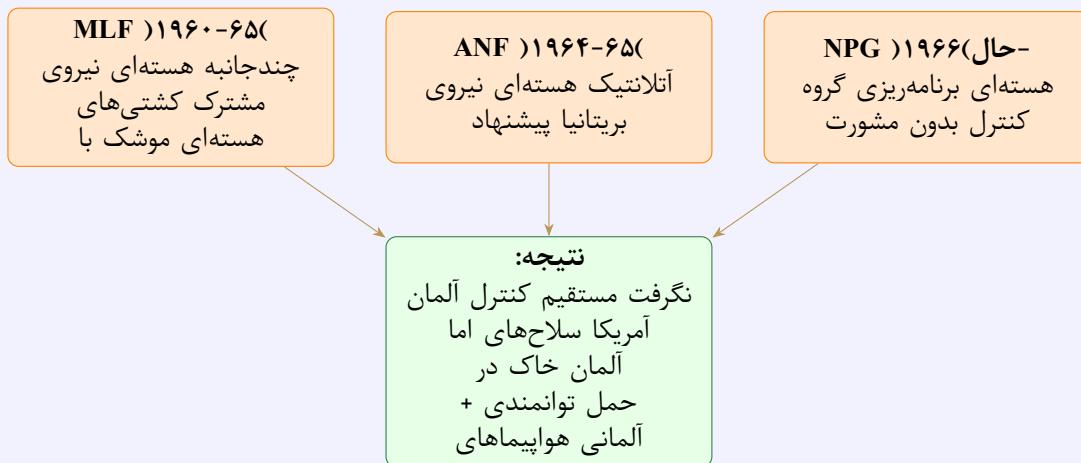 NPG )۱۹۶۶(حال-
هسته‌ای برنامه‌ریزی گروه
کنترل بدون مشورت
ANF )۱۹۶۴-۶۵(
آتلانتیک هسته‌ای نیروی
بریتانیا پیشنهاد
MLF )۱۹۶۰-۶۵(
چندجانبه هسته‌ای نیروی
مشترک کشتی‌های
هسته‌ای موشک با
نتیجه:
نگرفت مستقیم کنترل آلمان
آمریکا سلاح‌های اما
آلمان خاک در
حمل توانمندی +
آلمانی هواپیماهای